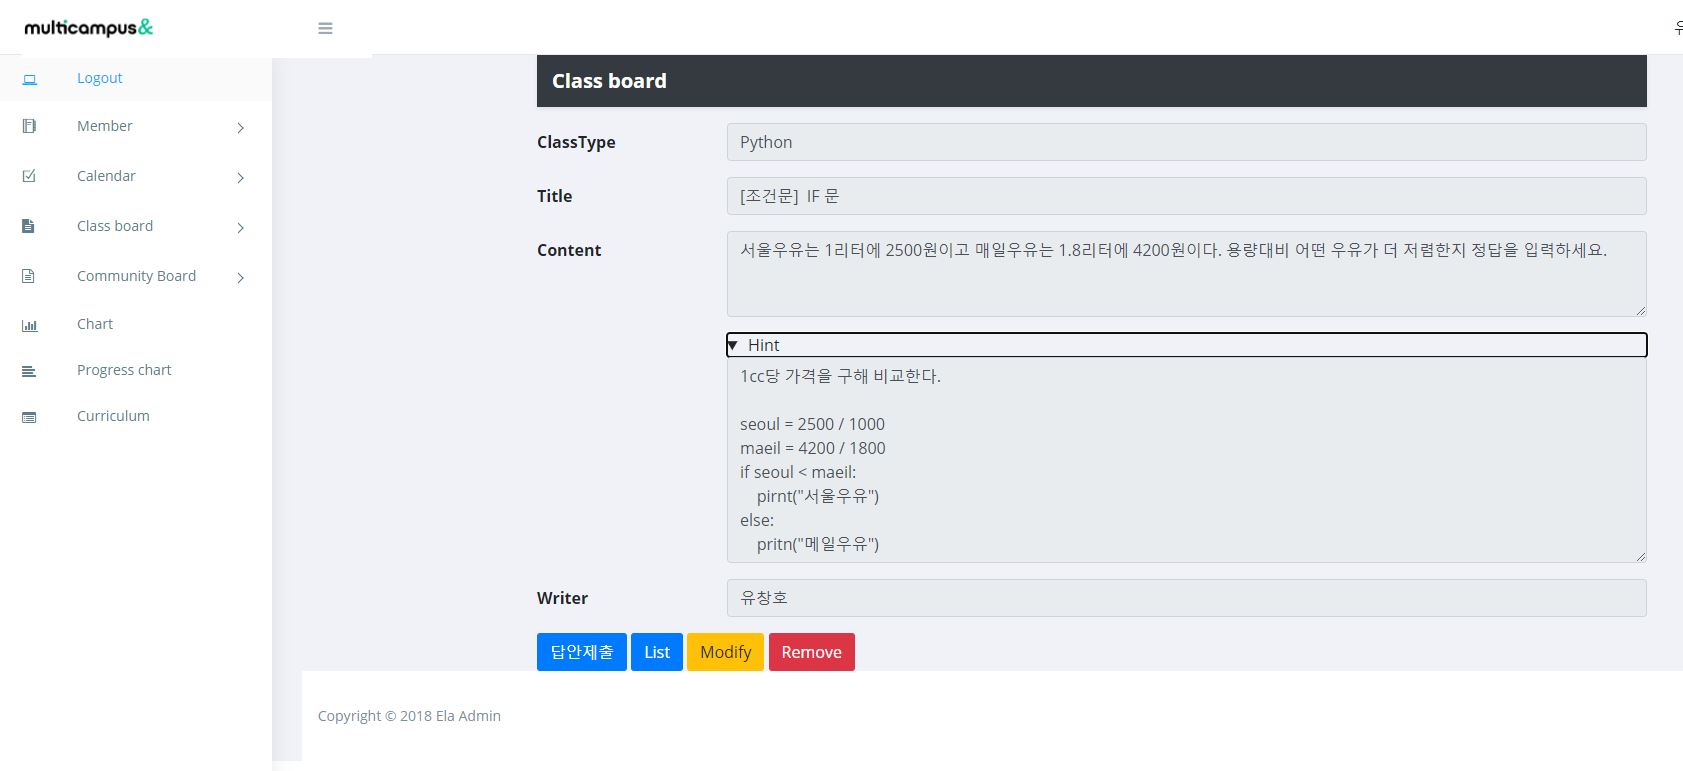 multicampus&
Logout
Member
Calendar
Class board
Community Board
Chart
Progress chart
Curriculum
Class board
ClassType
Python
Title
[조건문] IF 문
Content
서울우유는 1리터에 2500원이고 매일우유는 1.8리터에 4200원이다. 용량대비 어떤 우유가 더 저렴한지 정답을 입력하세요.
▼ Hint
1cc당 가격을 구해 비교한다.
seoul = 2500 / 1000
maeil = 4200 / 1800
if seoul < maeil:
    pirnt("서울우유")
else:
    pritn("메일우유")
Writer
유창호
답안제출 List Modify Remove
Copyright © 2018 Ela Admin